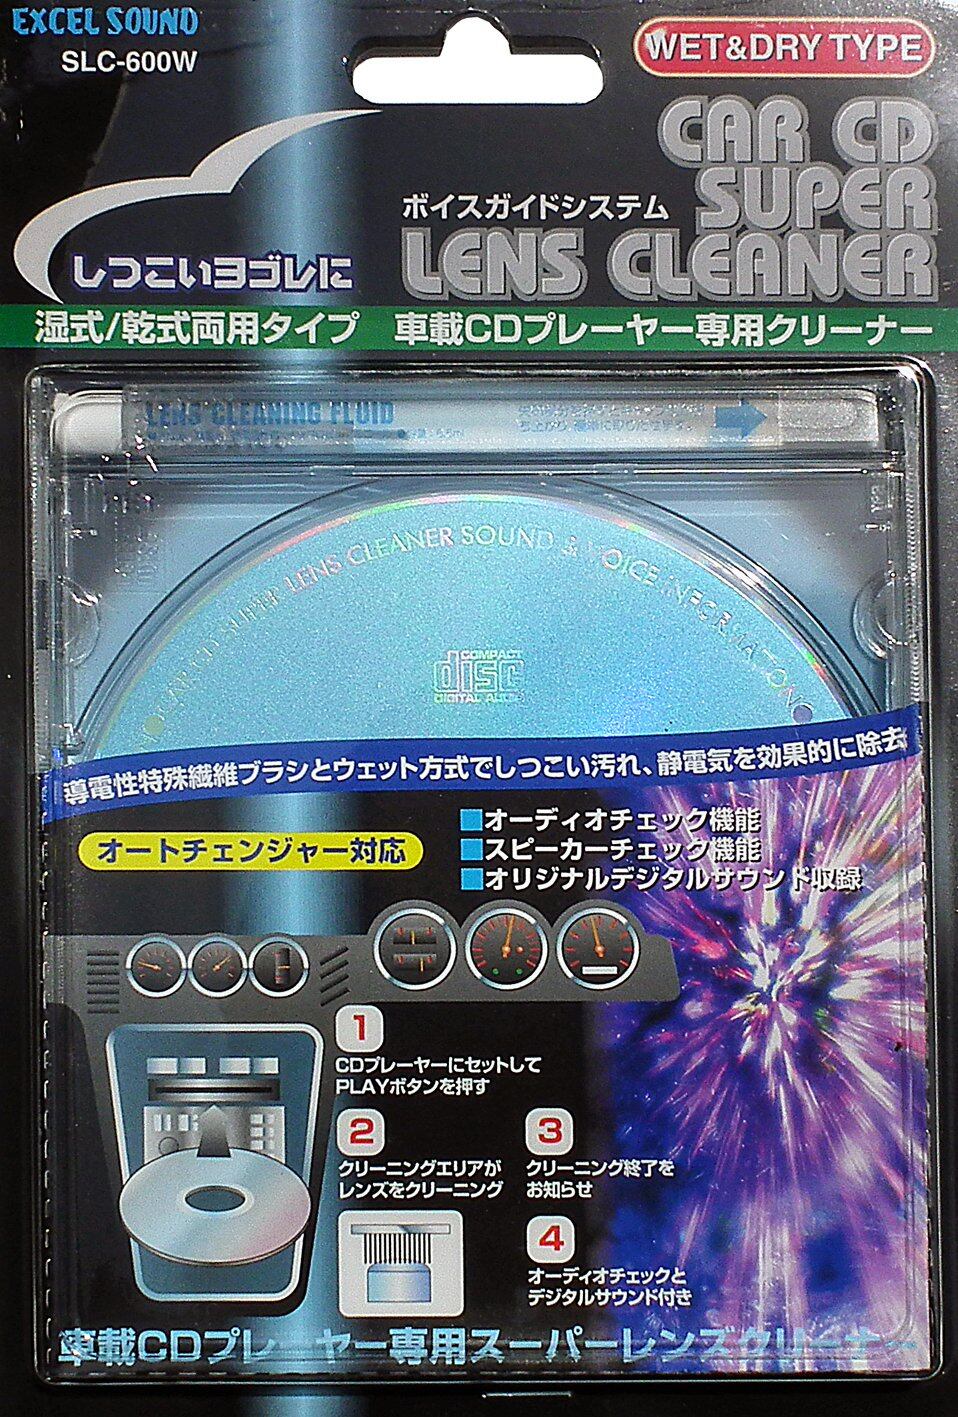 EXCEL SOUND
SLC-600W
WET&DRY TYPE
CAR CD
SUPER
ボイスガイドシステム
LENS CLEANER
しつこいヨゴレに
湿式/乾式両用タイプ 車載CDプレーヤー専用クリーナー
LENS CLEANING FLUID
CAR CD SUPER LENS CLEANER SOUND & VOICE INFORMATION
COMPACT
disc
DIGITAL AUDIO
導電性特殊繊維ブラシとウェット方式でしつこい汚れ、静電気を効果的に除去
オートチェンジャー対応
■オーディオチェック機能
■スピーカーチェック機能
■オリジナルデジタルサウンド収録
1
CDプレーヤーにセットして
PLAYボタンを押す
2
クリーニングエリアが
レンズをクリーニング
3
クリーニング終了を
お知らせ
4
オーディオチェックと
デジタルサウンド付き
車載CDプレーヤー専用スーパーレンズクリーナー